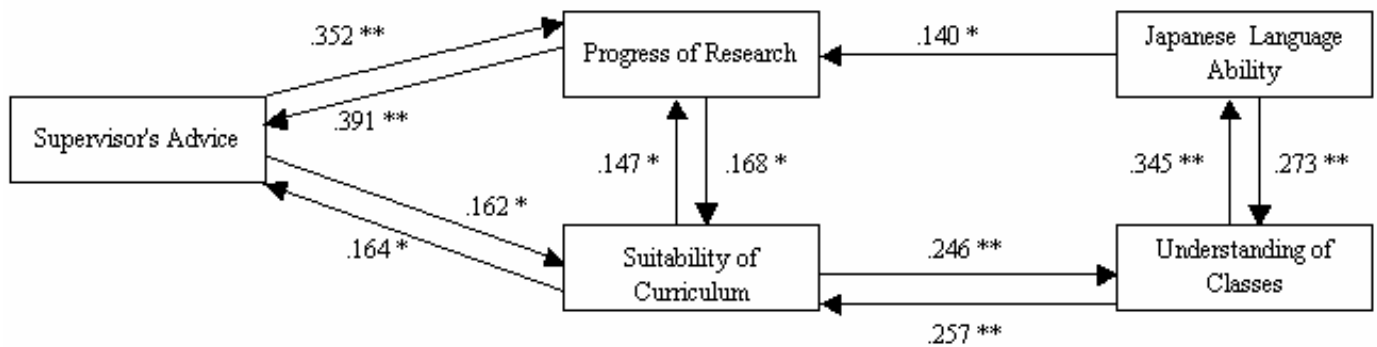 .352 **
Progress of Research
.140 *
Japanese Language
Ability
.391 **
Supervisor's Advice
.147 *
.168 *
.345 **
.273 **
.162 *
.164 *
Suitability of
Curriculum
.246 **
Understanding of
Classes
.257 **